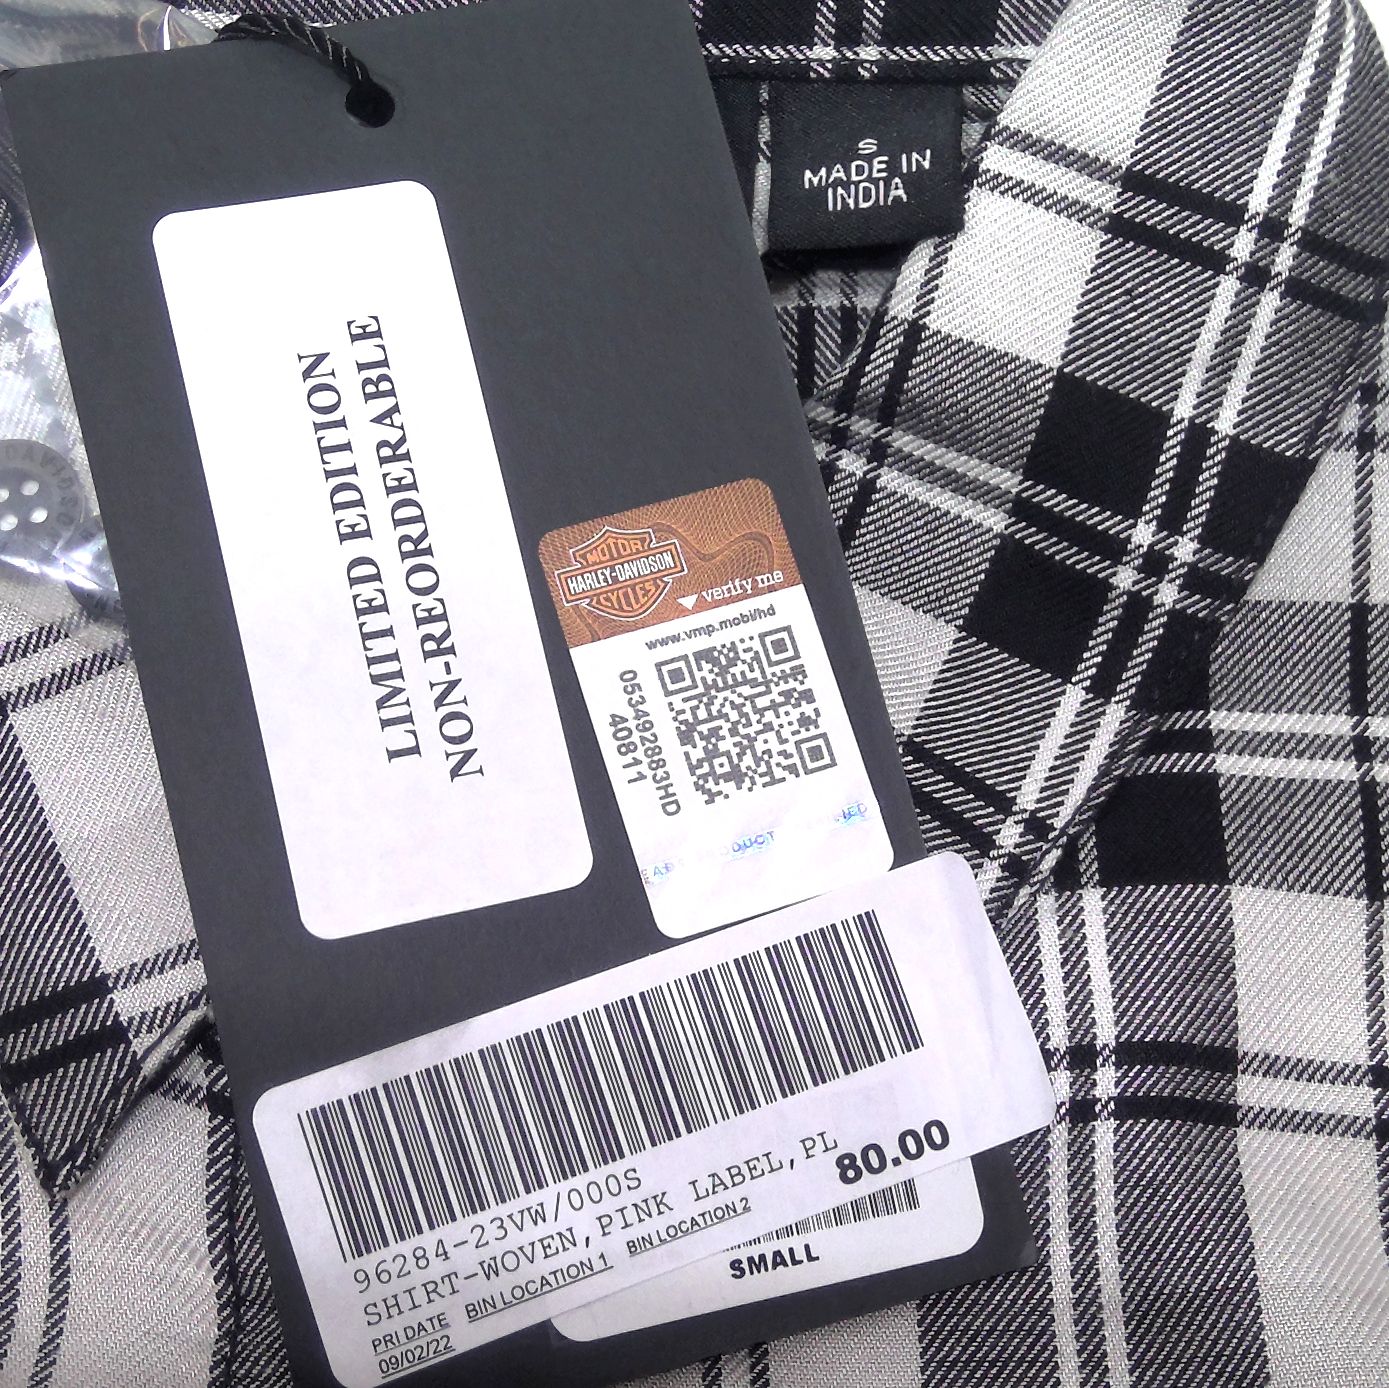 S
MADE IN
INDIA
LIMITED EDITION
NON-REORDERABLE
MOTOR
HARLEY-DAVIDSON
CYCLES
verify me
www.vmp.mobi/hd
0534928883HD
40811
80.00
96284-23VW/000S
SHIRT-WOVEN,PINK LABEL,PL
PRI DATE
BIN LOCATION 1
BIN LOCATION 2
09/02/22
SMALL